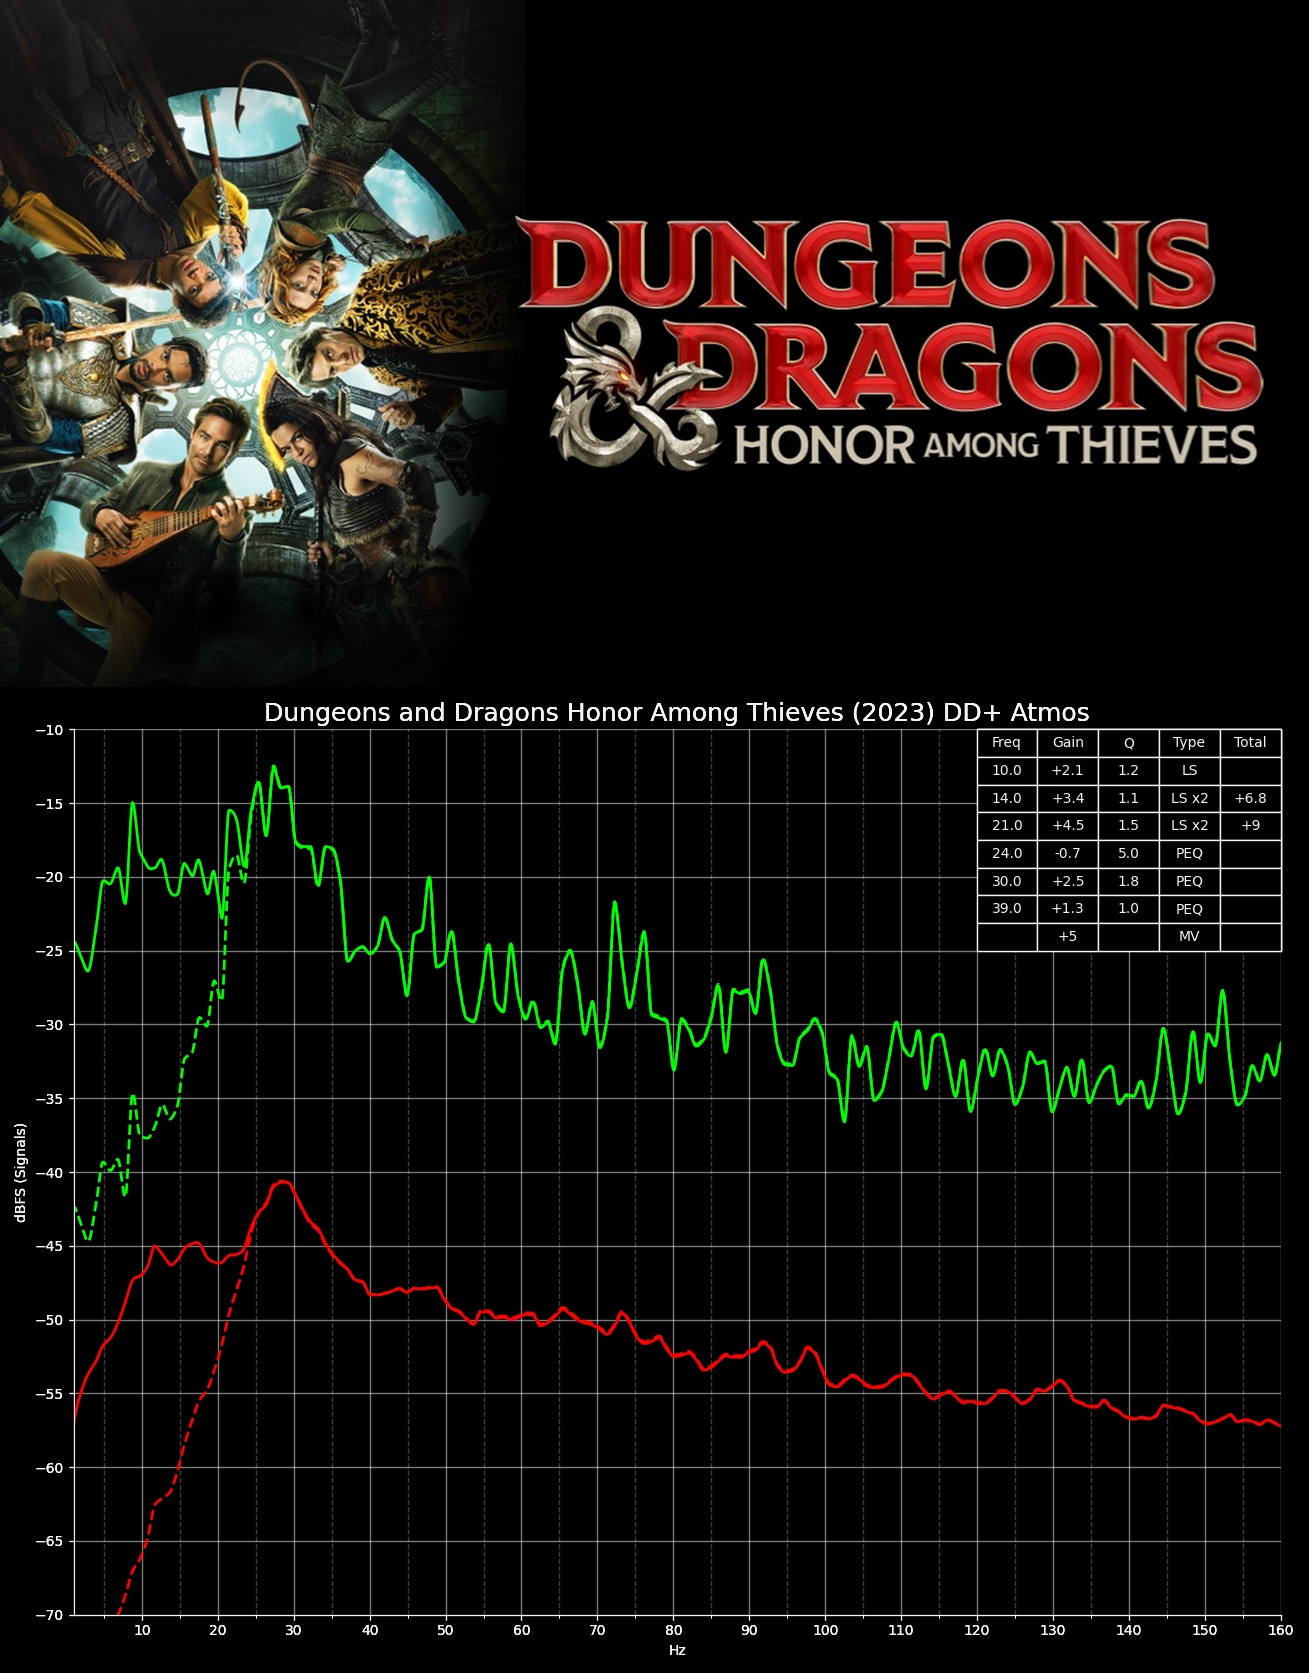 DUNGEONS
& DRAGONS
HONOR AMONG THIEVES
Dungeons and Dragons Honor Among Thieves (2023) DD+ Atmos
Freq Gain Q Type Total
10.0 +2.1 1.2 LS
14.0 +3.4 1.1 LS x2 +6.8
21.0 +4.5 1.5 LS x2 +9
24.0 -0.7 5.0 PEQ
30.0 +2.5 1.8 PEQ
39.0 +1.3 1.0 PEQ
+5 MV
−10
−15
−20
−25
−30
−35
−40
−45
−50
−55
−60
−65
−70
dBFS (Signals)
10 20 30 40 50 60 70 80 90 100 110 120 130 140 150 160
Hz